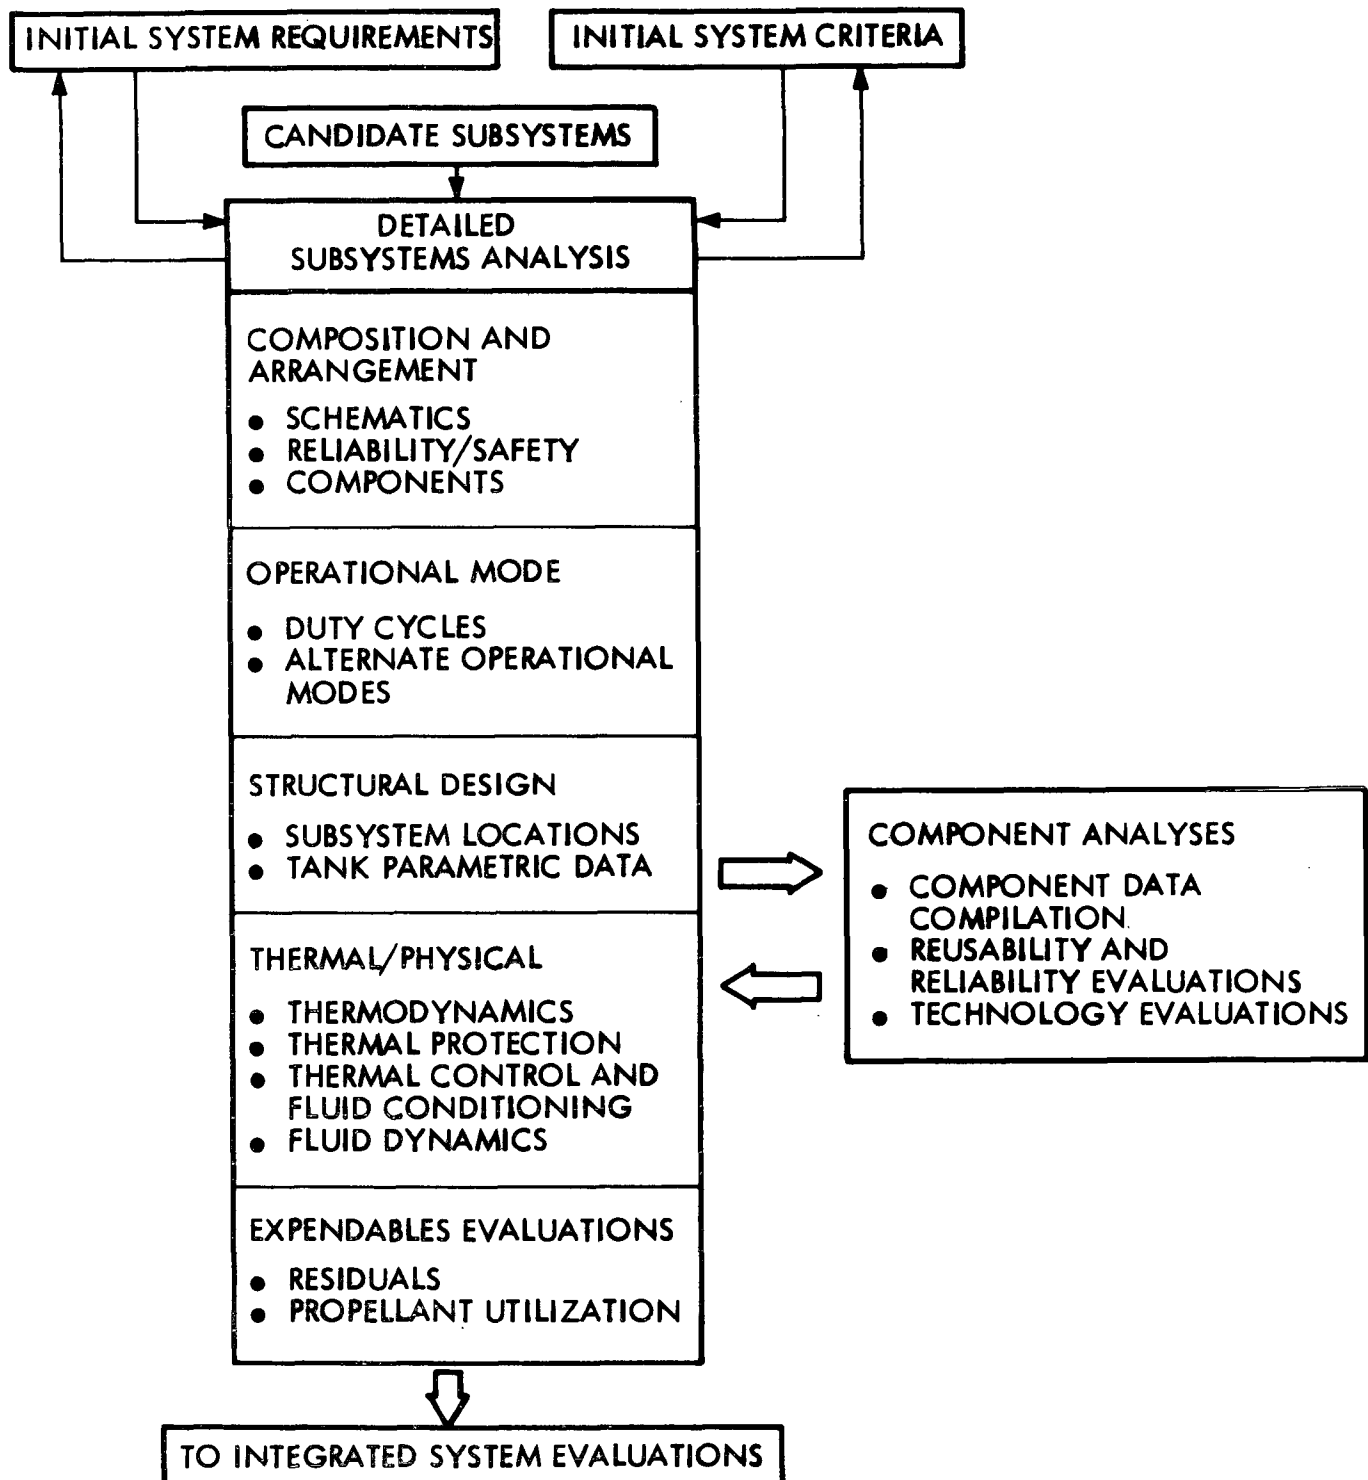 INITIAL SYSTEM REQUIREMENTS
INITIAL SYSTEM CRITERIA
CANDIDATE SUBSYSTEMS
DETAILED
SUBSYSTEMS ANALYSIS
COMPOSITION AND
ARRANGEMENT
● SCHEMATICS
● RELIABILITY/SAFETY
● COMPONENTS
OPERATIONAL MODE
● DUTY CYCLES
● ALTERNATE OPERATIONAL
MODES
STRUCTURAL DESIGN
● SUBSYSTEM LOCATIONS
● TANK PARAMETRIC DATA
THERMAL/PHYSICAL
● THERMODYNAMICS
● THERMAL PROTECTION
● THERMAL CONTROL AND
FLUID CONDITIONING
● FLUID DYNAMICS
EXPENDABLES EVALUATIONS
● RESIDUALS
● PROPELLANT UTILIZATION
COMPONENT ANALYSES
● COMPONENT DATA
COMPILATION
● REUSABILITY AND
RELIABILITY EVALUATIONS
● TECHNOLOGY EVALUATIONS
TO INTEGRATED SYSTEM EVALUATIONS